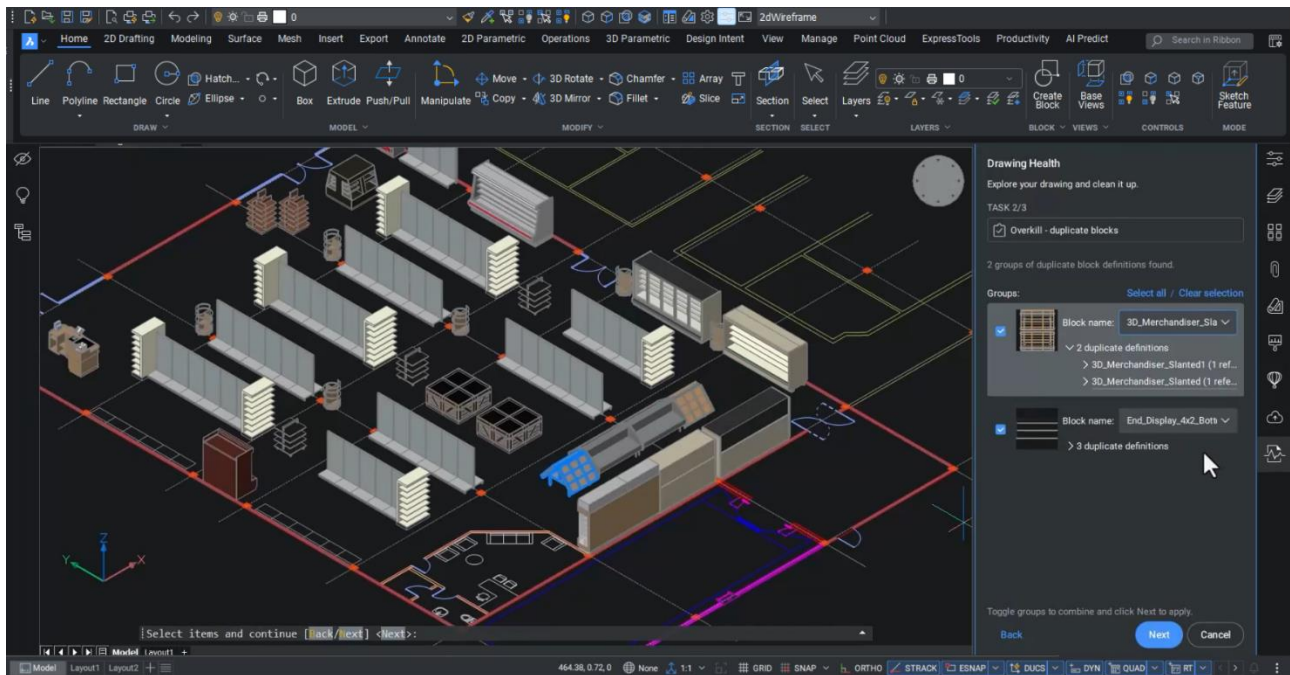 0
2dWireframe
Home 2D Drafting Modeling Surface Mesh Insert Export Annotate 2D Parametric Operations 3D Parametric Design Intent View Manage Point Cloud ExpressTools Productivity AI Predict Search in Ribbon
Hatch... Move 3D Rotate Chamfer Array 0
Line Polyline Rectangle Circle Ellipse Box Extrude Push/Pull Manipulate Copy 3D Mirror Fillet Slice Section Select Layers Create Block Base Views Sketch Feature
DRAW MODEL MODIFY SECTION SELECT LAYERS BLOCK VIEWS CONTROLS MODE
Drawing Health
Explore your drawing and clean it up.
TASK 2/3
Overkill - duplicate blocks
2 groups of duplicate block definitions found.
Groups: Select all / Clear selection
Block name: 3D_Merchandiser_Sla
2 duplicate definitions
3D_Merchandiser_Slanted1 (1 ref...
3D_Merchandiser_Slanted (1 refe...
Block name: End_Display_4x2_Both
3 duplicate definitions
Z
Y X
Toggle groups to combine and click Next to apply.
Back Next Cancel
Select items and continue [Back/Next] <Next>:
Model Layout1
Model Layout1 Layout2 464.38, 0.72, 0 None 1:1 GRID SNAP ORTHO STRACK ESNAP DUCS DYN QUAD RT